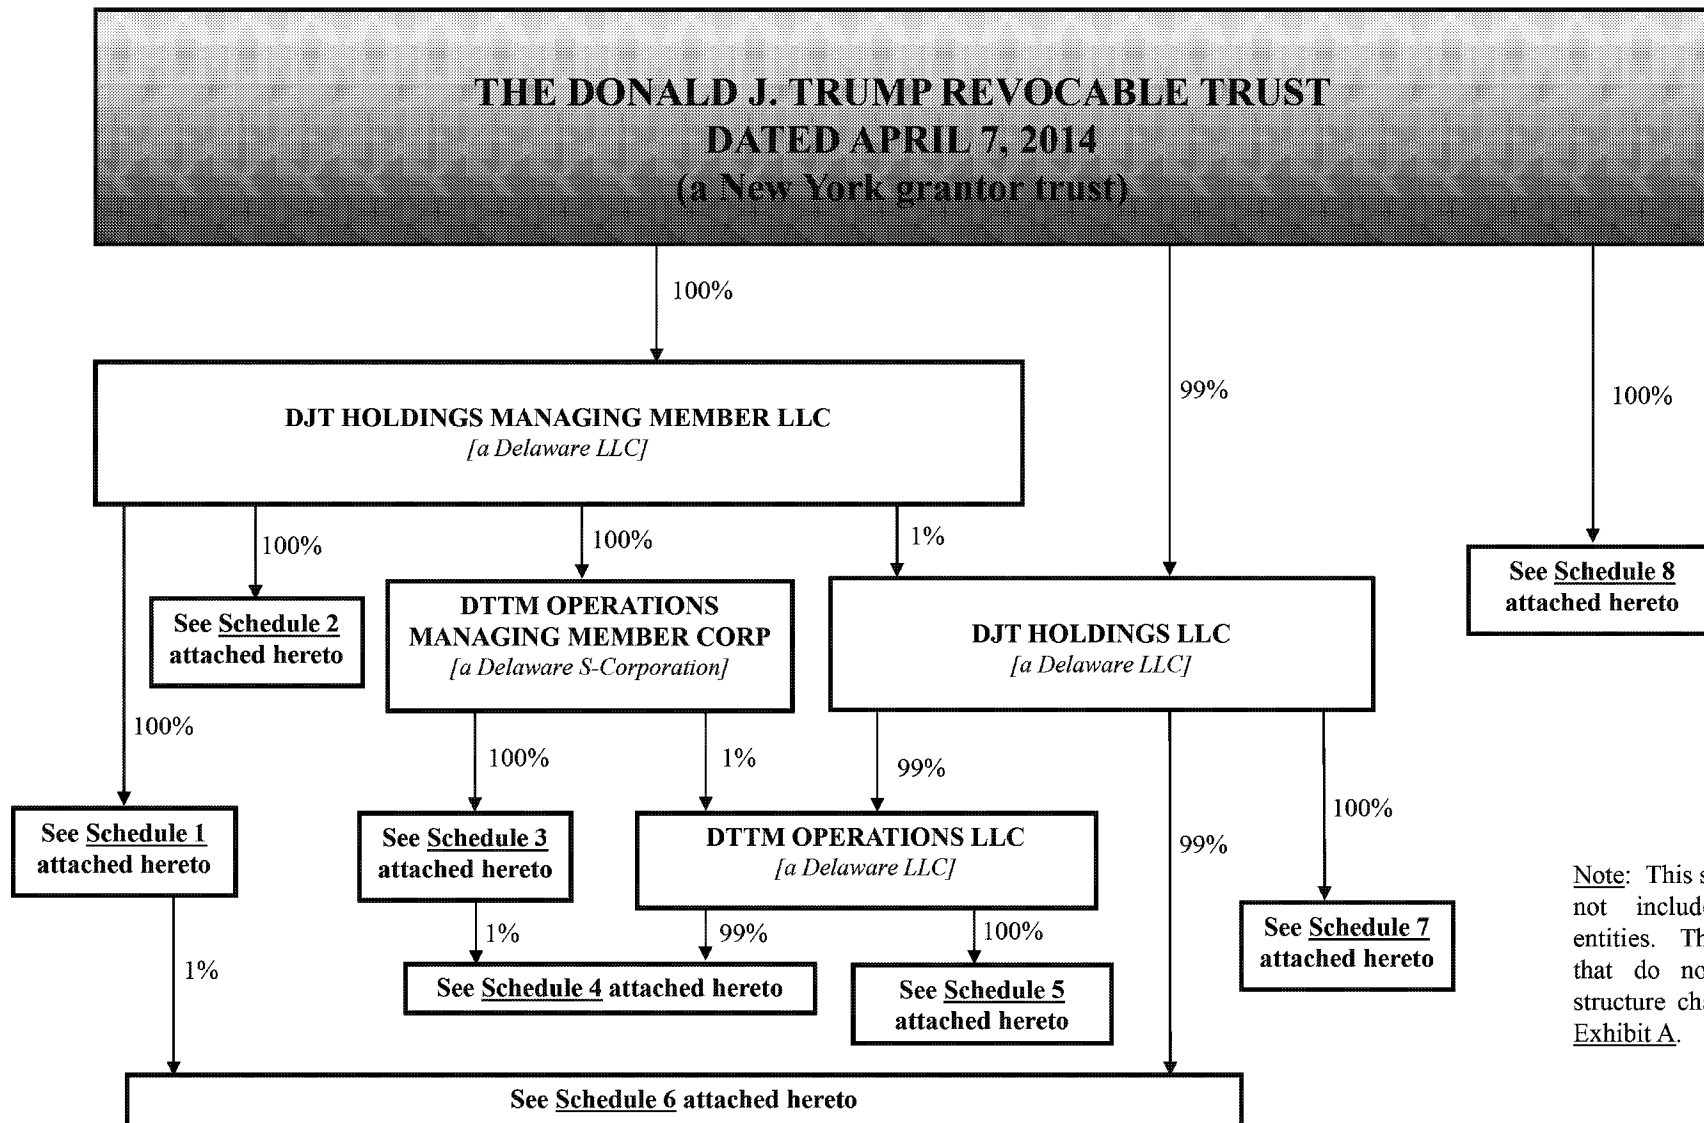 THE DONALD J. TRUMP REVOCABLE TRUST
DATED APRIL 7, 2014
(a New York grantor trust)
100%
99%
100%
DJT HOLDINGS MANAGING MEMBER LLC
[a Delaware LLC]
100%
100%
1%
See Schedule 8
attached hereto
See Schedule 2
attached hereto
DTTM OPERATIONS
MANAGING MEMBER CORP
[a Delaware S-Corporation]
DJT HOLDINGS LLC
[a Delaware LLC]
100%
100%
1%
99%
100%
99%
See Schedule 1
attached hereto
See Schedule 3
attached hereto
DTTM OPERATIONS LLC
[a Delaware LLC]
See Schedule 7
attached hereto
1%
1%
99%
100%
See Schedule 4 attached hereto
See Schedule 5
attached hereto
See Schedule 6 attached hereto
Note: This
not
entities.
that do
structure
Exhibit A.